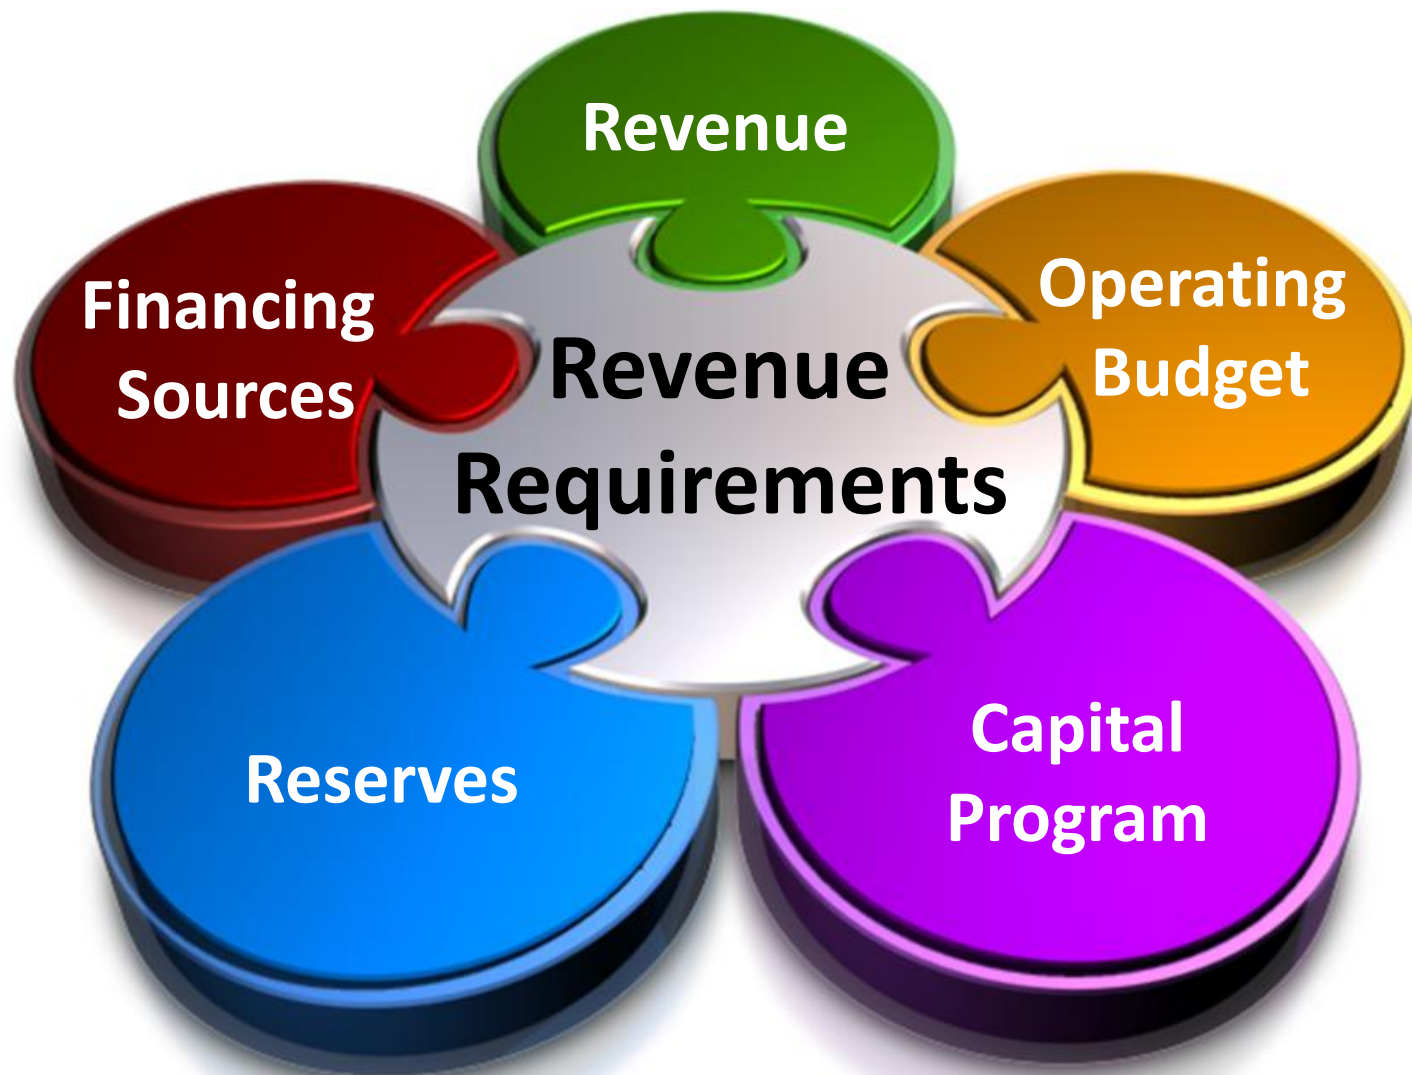 Revenue
Operating
Budget
Financing
Sources
Revenue
Requirements
Reserves
Capital
Program